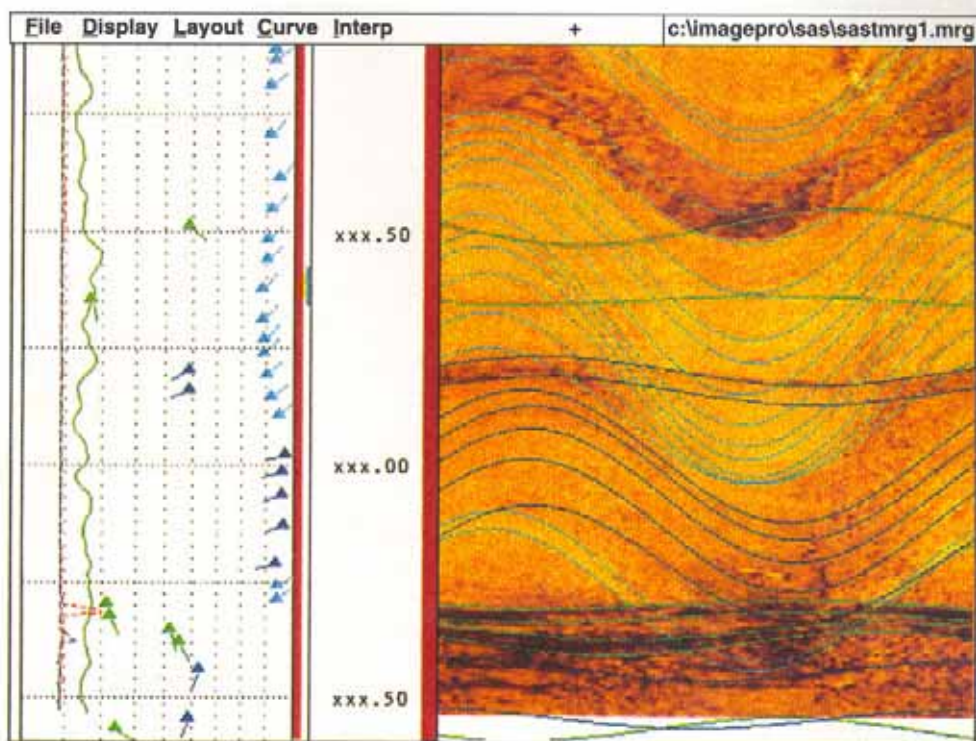 File Display Layout Curve Interp + c:\imagepro\sas\sastmrg1.mrg
xxx.50
xxx.00
xxx.50